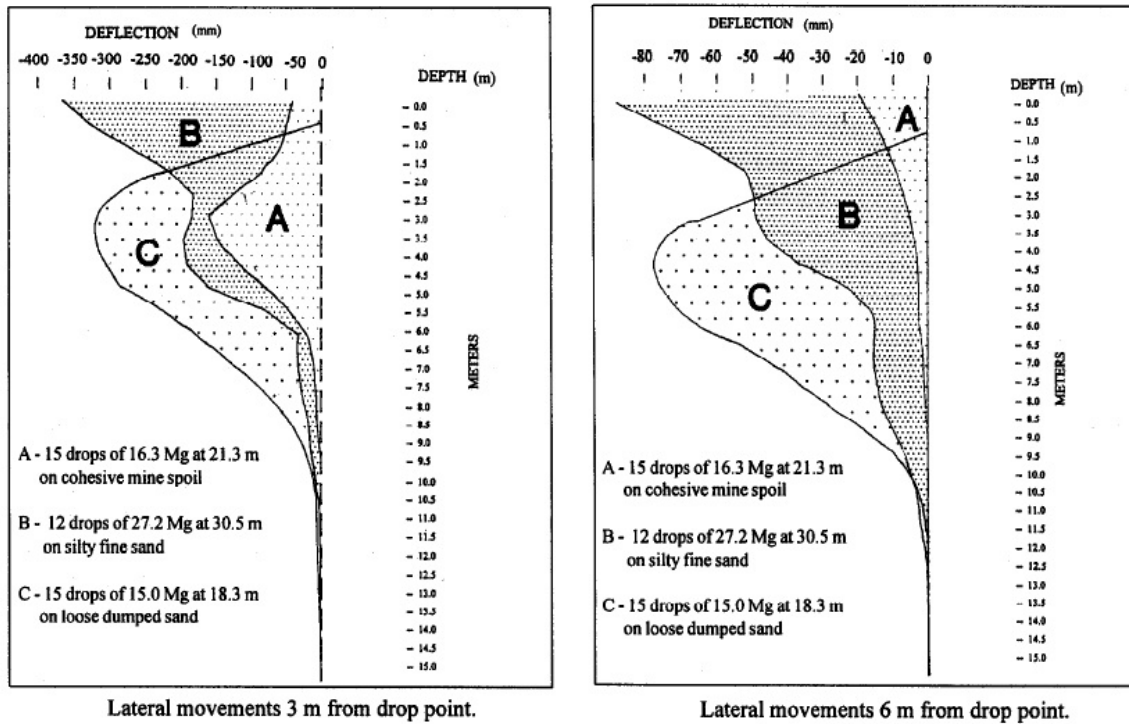 DEFLECTION (mm)
-400 -350 -300 -250 -200 -150 -100 -50 0
DEPTH (m)
- 0.0
- 0.5
- 1.0
- 1.5
- 2.0
- 2.5
- 3.0
- 3.5
- 4.0
- 4.5
- 5.0
- 5.5
- 6.0
- 6.5
- 7.0
- 7.5
- 8.0
- 8.5
- 9.0
- 9.5
- 10.0
- 10.5
- 11.0
- 11.5
- 12.0
- 12.5
- 13.0
- 13.5
- 14.0
- 14.5
- 15.0
METERS
B
A
C
A - 15 drops of 16.3 Mg at 21.3 m
on cohesive mine spoil
B - 12 drops of 27.2 Mg at 30.5 m
on silty fine sand
C - 15 drops of 15.0 Mg at 18.3 m
on loose dumped sand
Lateral movements 3 m from drop point.
DEFLECTION (mm)
-80 -70 -60 -50 -40 -30 -20 -10 0
DEPTH (m)
- 0.0
- 0.5
- 1.0
- 1.5
- 2.0
- 2.5
- 3.0
- 3.5
- 4.0
- 4.5
- 5.0
- 5.5
- 6.0
- 6.5
- 7.0
- 7.5
- 8.0
- 8.5
- 9.0
- 9.5
- 10.0
- 10.5
- 11.0
- 11.5
- 12.0
- 12.5
- 13.0
- 13.5
- 14.0
- 14.5
- 15.0
METERS
A
B
C
A - 15 drops of 16.3 Mg at 21.3 m
on cohesive mine spoil
B - 12 drops of 27.2 Mg at 30.5 m
on silty fine sand
C - 15 drops of 15.0 Mg at 18.3 m
on loose dumped sand
Lateral movements 6 m from drop point.